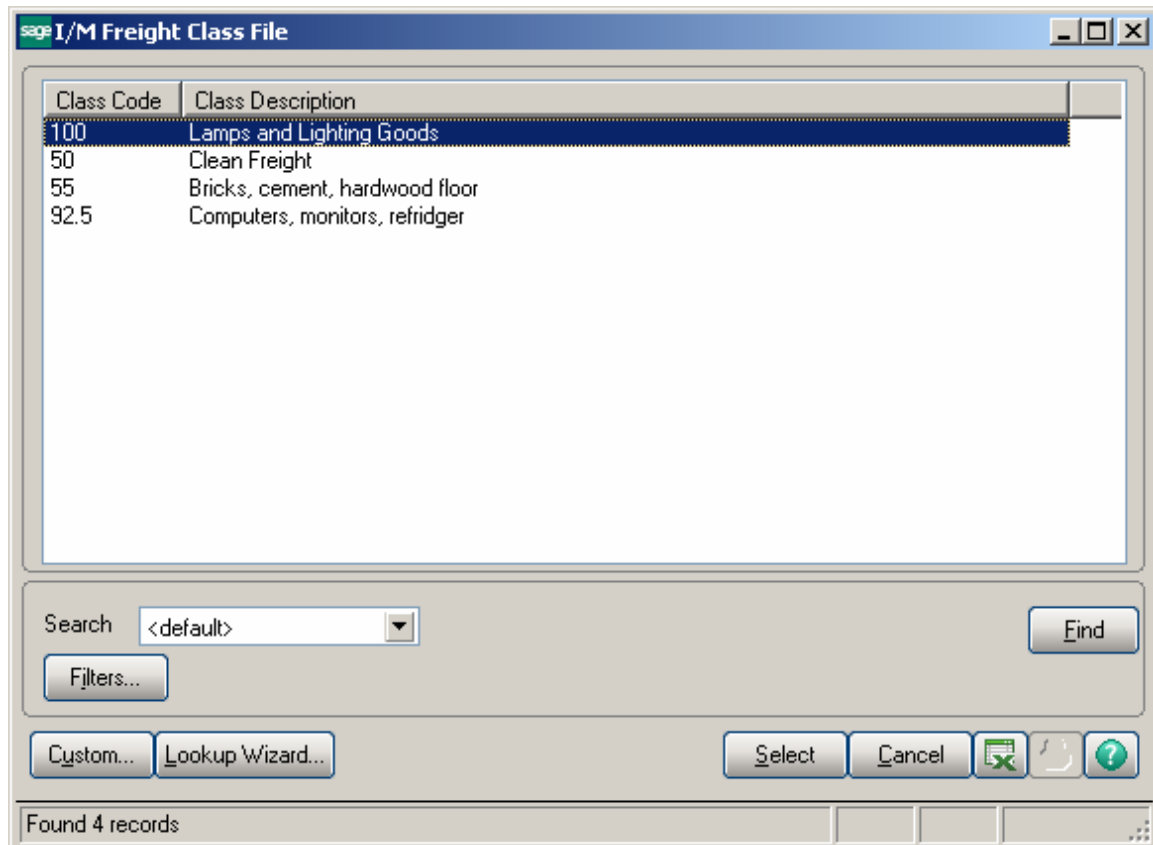 sage I/M Freight Class File
Class Code Class Description
100 Lamps and Lighting Goods
50 Clean Freight
55 Bricks, cement, hardwood floor
92.5 Computers, monitors, refridger
Search <default> Find
Filters...
Custom... Lookup Wizard... Select Cancel ?
Found 4 records